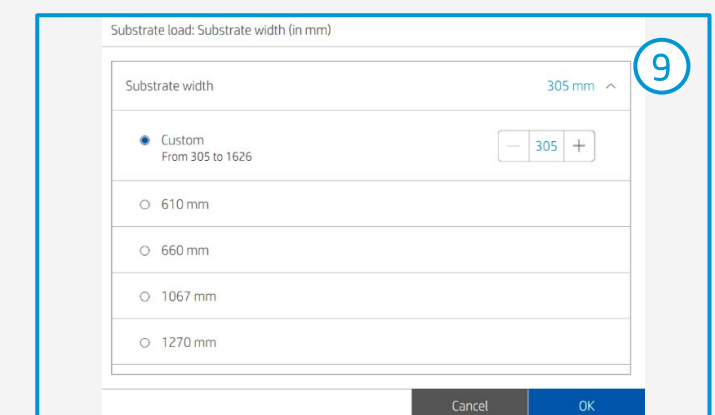 Substrate load: Substrate width (in mm)
9
Substrate width 305 mm
Custom
From 305 to 1626
− 305 +
610 mm
660 mm
1067 mm
1270 mm
Cancel OK